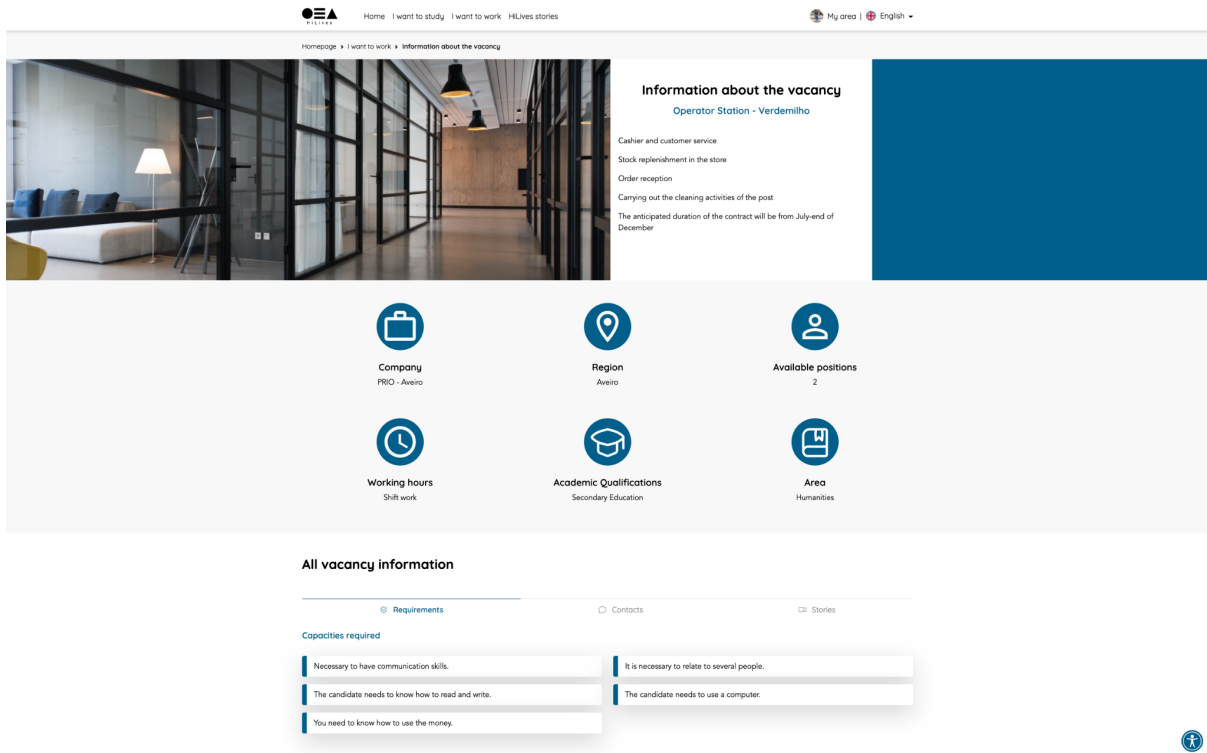 HiLives
Home I want to study I want to work HiLives stories
My area | English
Homepage I want to work Information about the vacancy
Information about the vacancy
Operator Station - Verdemilho
Cashier and customer service
Stock replenishment in the store
Order reception
Carrying out the cleaning activities of the post
The anticipated duration of the contract will be from July-end of
December
Company
PRIO - Aveiro
Region
Aveiro
Available positions
2
Working hours
Shift work
Academic Qualifications
Secondary Education
Area
Humanities
All vacancy information
Requirements
Contacts
Stories
Capacities required
Necessary to have communication skills.
It is necessary to relate to several people.
The candidate needs to know how to read and write.
The candidate needs to use a computer.
You need to know how to use the money.